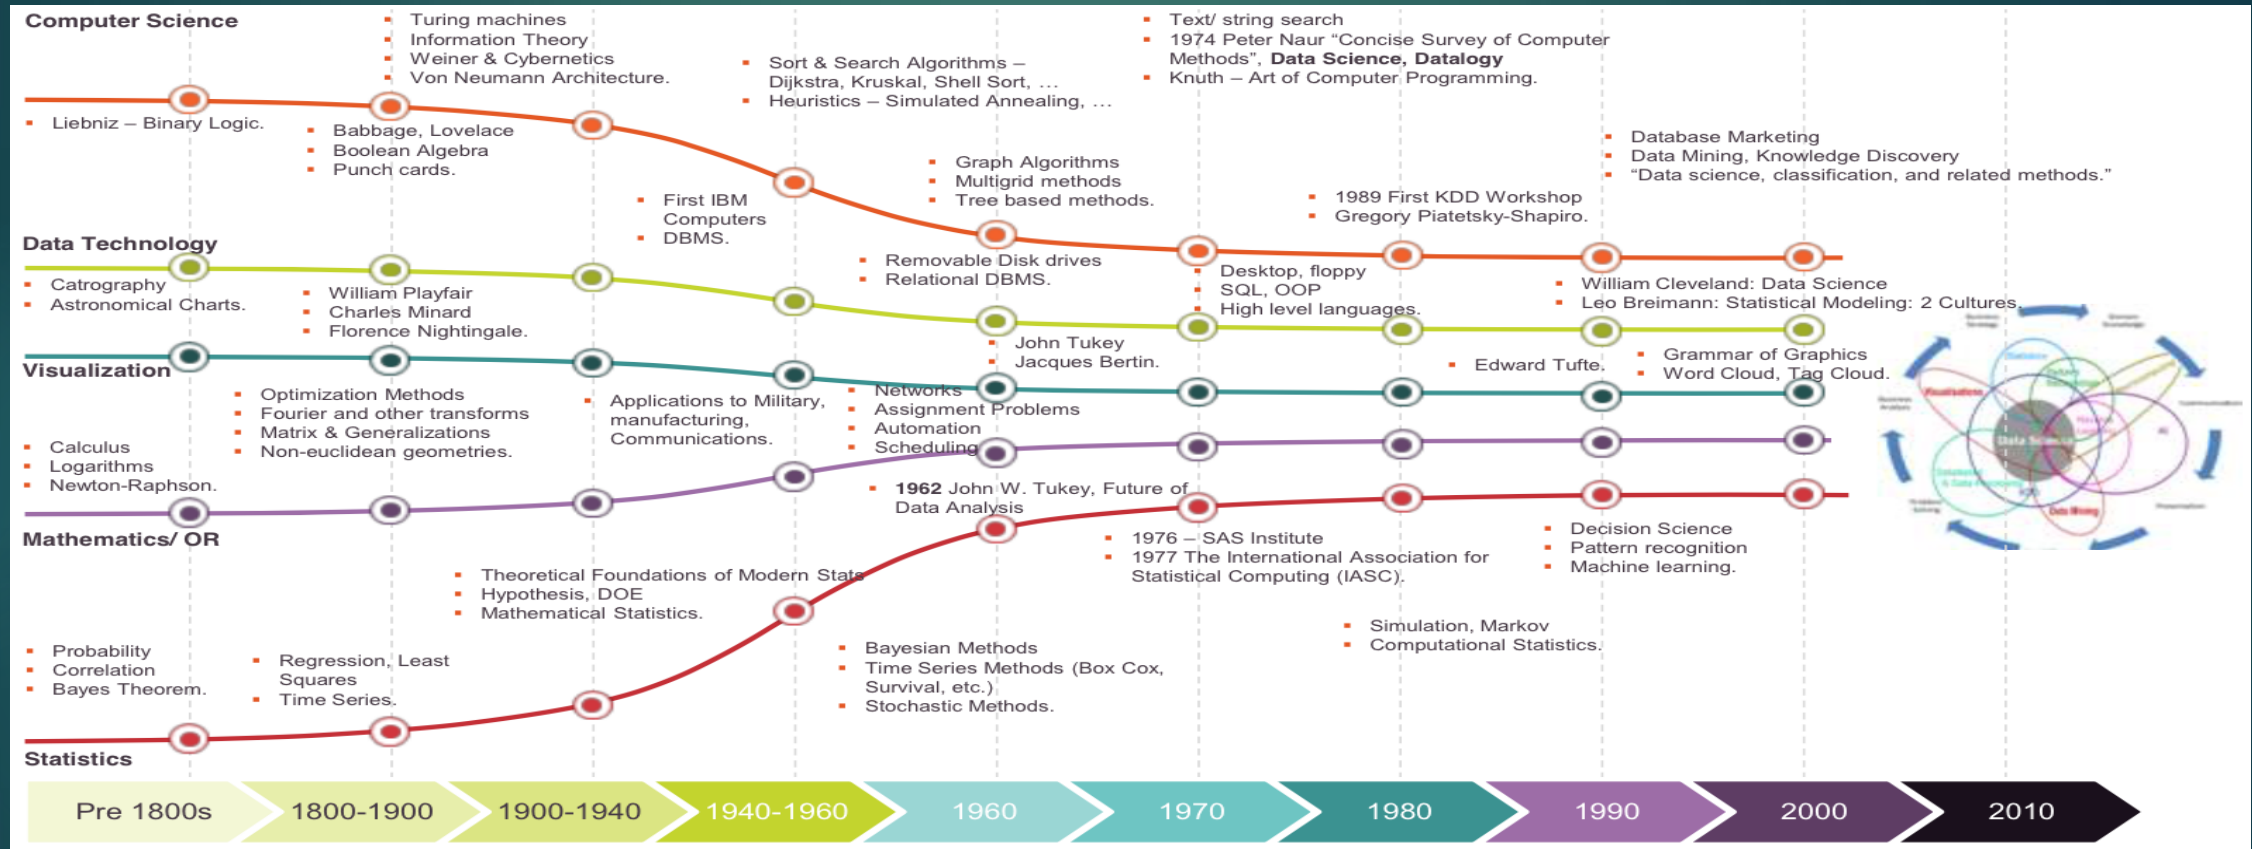 Computer Science
Turing machines
Information Theory
Weiner & Cybernetics
Von Neumann Architecture.
Text/ string search
1974 Peter Naur “Concise Survey of Computer
Methods”, Data Science, Datalogy
Knuth – Art of Computer Programming.
Sort & Search Algorithms –
Dijkstra, Kruskal, Shell Sort, …
Heuristics – Simulated Annealing, …
Liebniz – Binary Logic.
Babbage, Lovelace
Boolean Algebra
Punch cards.
Database Marketing
Data Mining, Knowledge Discovery
“Data science, classification, and related methods.”
Graph Algorithms
Multigrid methods
Tree based methods.
First IBM
Computers
DBMS.
1989 First KDD Workshop
Gregory Piatetsky-Shapiro.
Data Technology
Removable Disk drives
Relational DBMS.
Desktop, floppy
SQL, OOP
High level languages.
William Cleveland: Data Science
Leo Breimann: Statistical Modeling: 2 Cultures.
Catrography
Astronomical Charts.
William Playfair
Charles Minard
Florence Nightingale.
John Tukey
Jacques Bertin.
Edward Tufte.
Grammar of Graphics
Word Cloud, Tag Cloud.
Visualization
Optimization Methods
Fourier and other transforms
Matrix & Generalizations
Non-euclidean geometries.
Applications to Military,
manufacturing,
Communications.
Networks
Assignment Problems
Automation
Scheduling
Calculus
Logarithms
Newton-Raphson.
1962 John W. Tukey, Future of
Data Analysis
Mathematics/ OR
1976 – SAS Institute
1977 The International Association for
Statistical Computing (IASC).
Decision Science
Pattern recognition
Machine learning.
Theoretical Foundations of Modern Stats
Hypothesis, DOE
Mathematical Statistics.
Simulation, Markov
Computational Statistics.
Probability
Correlation
Bayes Theorem.
Regression, Least
Squares
Time Series.
Bayesian Methods
Time Series Methods (Box Cox,
Survival, etc.)
Stochastic Methods.
Statistics
Visualisations
Data Science
Data Mining
Pre 1800s
1800-1900
1900-1940
1940-1960
1960
1970
1980
1990
2000
2010